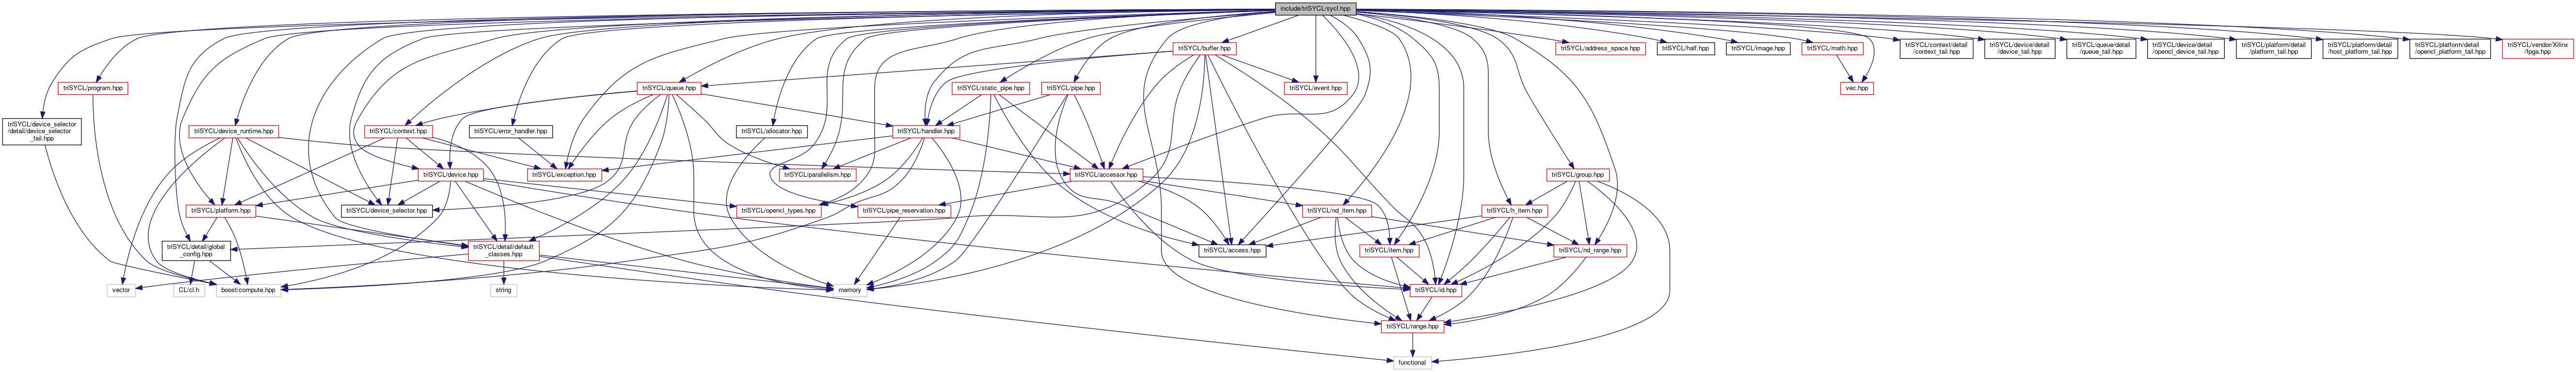 include/triSYCL/sycl.hpp
triSYCL/buffer.hpp
triSYCL/address_space.hpp
triSYCL/half.hpp
triSYCL/image.hpp
triSYCL/math.hpp
triSYCL/context/detail
/context_tail.hpp
triSYCL/device/detail
/device_tail.hpp
triSYCL/queue/detail
/queue_tail.hpp
triSYCL/device/detail
/opencl_device_tail.hpp
triSYCL/platform/detail
/platform_tail.hpp
triSYCL/platform/detail
/host_platform_tail.hpp
triSYCL/platform/detail
/opencl_platform_tail.hpp
triSYCL/vendor/Xilinx
/fpga.hpp
triSYCL/program.hpp
triSYCL/queue.hpp
triSYCL/static_pipe.hpp
triSYCL/pipe.hpp
triSYCL/event.hpp
vec.hpp
triSYCL/device_selector
/detail/device_selector
_tail.hpp
triSYCL/device_runtime.hpp
triSYCL/context.hpp
triSYCL/error_handler.hpp
triSYCL/allocator.hpp
triSYCL/handler.hpp
triSYCL/device.hpp
triSYCL/exception.hpp
triSYCL/parallelism.hpp
triSYCL/accessor.hpp
triSYCL/group.hpp
triSYCL/platform.hpp
triSYCL/device_selector.hpp
triSYCL/opencl_types.hpp
triSYCL/pipe_reservation.hpp
triSYCL/nd_item.hpp
triSYCL/h_item.hpp
triSYCL/detail/global
_config.hpp
triSYCL/detail/default
_classes.hpp
triSYCL/access.hpp
triSYCL/item.hpp
triSYCL/nd_range.hpp
vector
CL/cl.h
boost/compute.hpp
string
memory
triSYCL/id.hpp
triSYCL/range.hpp
functional